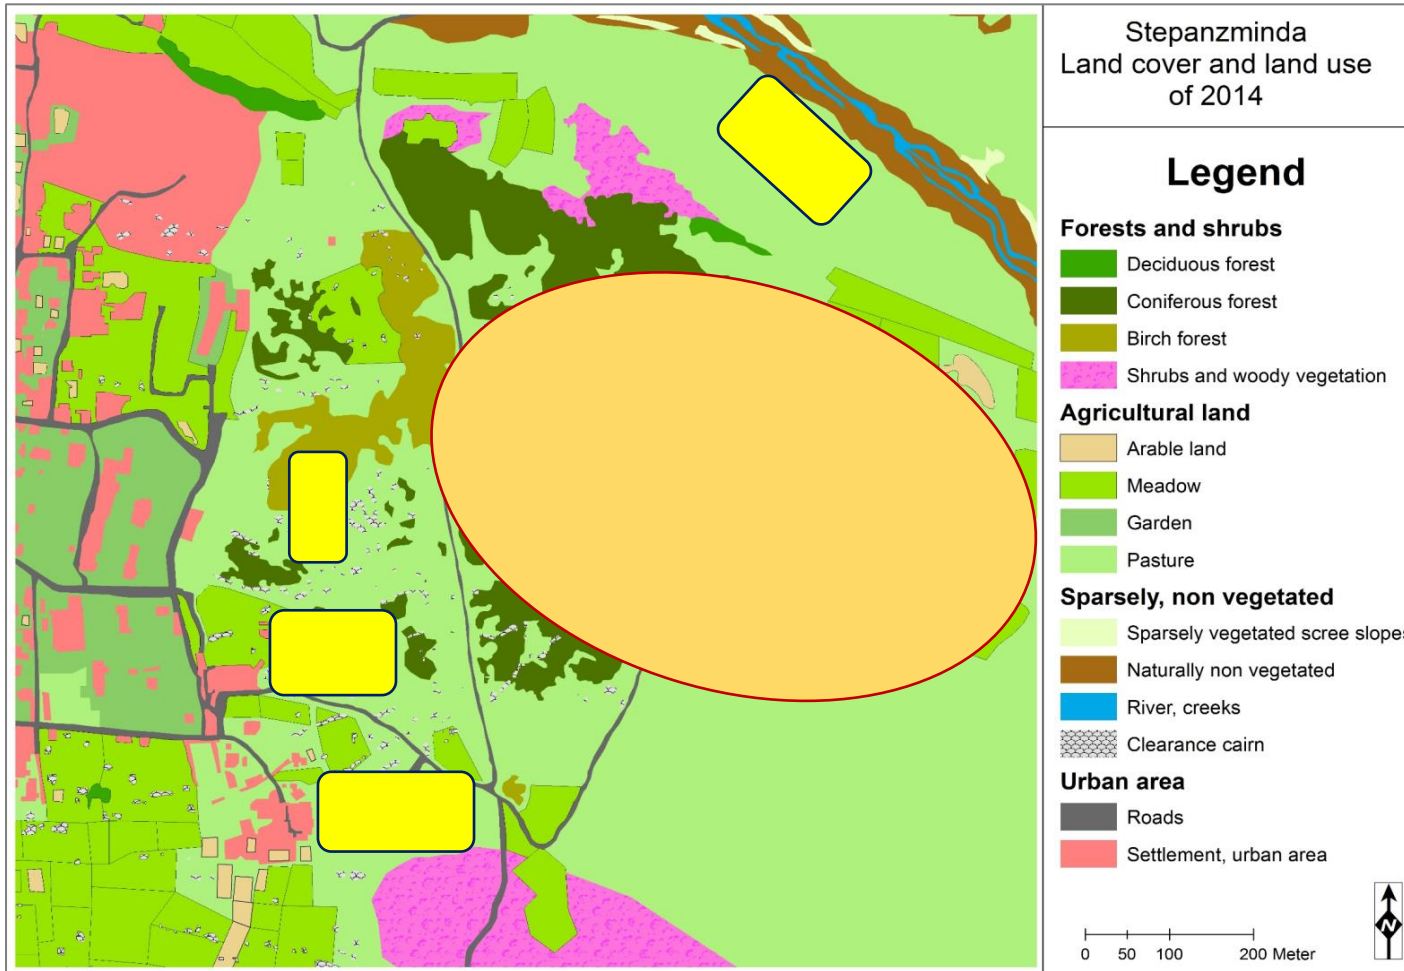 Stepanzminda
Land cover and land use
of 2014
Legend
Forests and shrubs
Deciduous forest
Coniferous forest
Birch forest
Shrubs and woody vegetation
Agricultural land
Arable land
Meadow
Garden
Pasture
Sparsely, non vegetated
Sparsely vegetated scree slopes
Naturally non vegetated
River, creeks
Clearance cairn
Urban area
Roads
Settlement, urban area
N
0 50 100 200 Meter